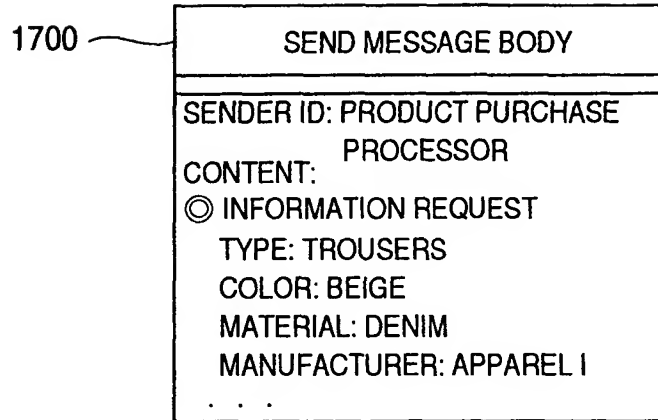 1700
SEND MESSAGE BODY
SENDER ID: PRODUCT PURCHASE
PROCESSOR
CONTENT:
◎ INFORMATION REQUEST
TYPE: TROUSERS
COLOR: BEIGE
MATERIAL: DENIM
MANUFACTURER: APPAREL I
. . .